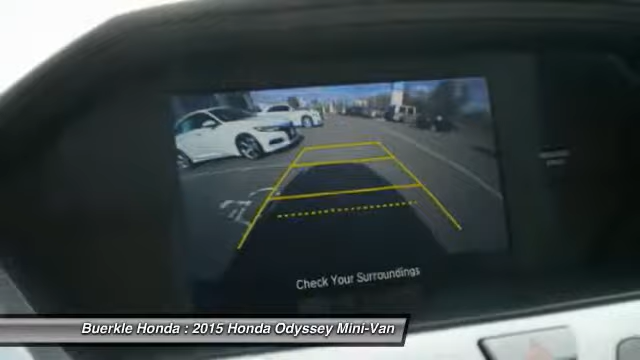 Check Your Surroundings
Buerkle Honda : 2015 Honda Odyssey Mini-Van